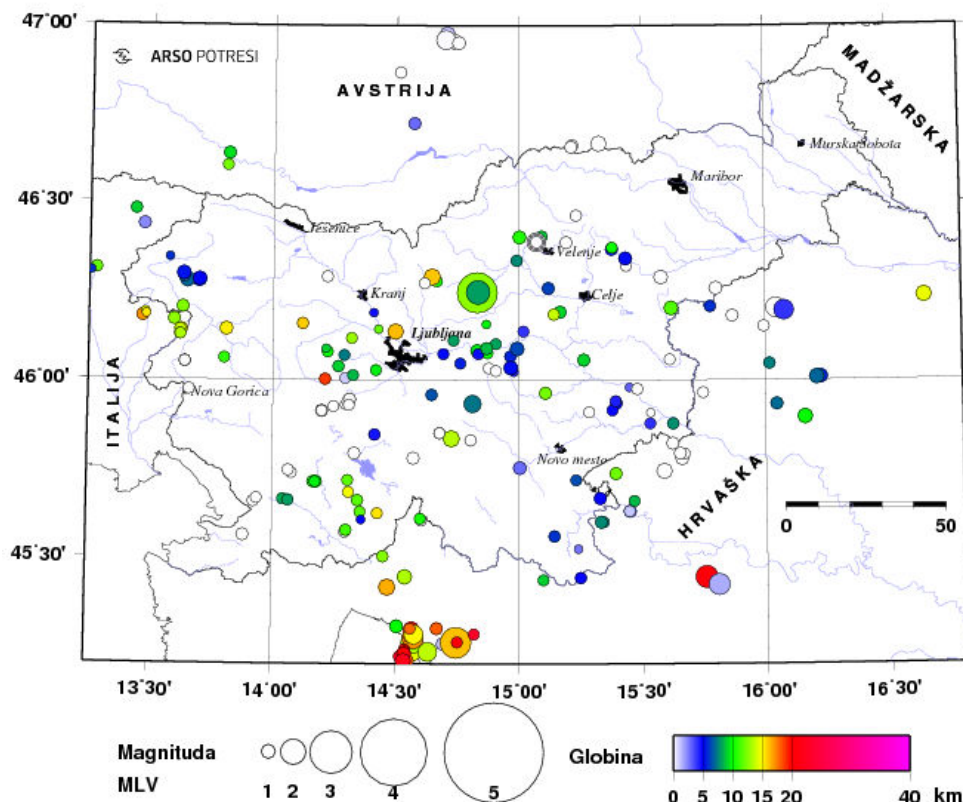 47˚00'
ARSO POTRESI
AVSTRIJA
MADŽARSKA
Murska Sobota
Maribor
46˚30'
Jesenice
Velenje
Kranj
Celje
Ljubljana
46˚00'
Nova Gorica
ITALIJA
Novo mesto
HRVAŠKA
0 50
45˚30'
13˚30' 14˚00' 14˚30' 15˚00' 15˚30' 16˚00' 16˚30'
Magnituda
MLV
1 2 3 4 5
Globina
0 5 10 15 20 40 km